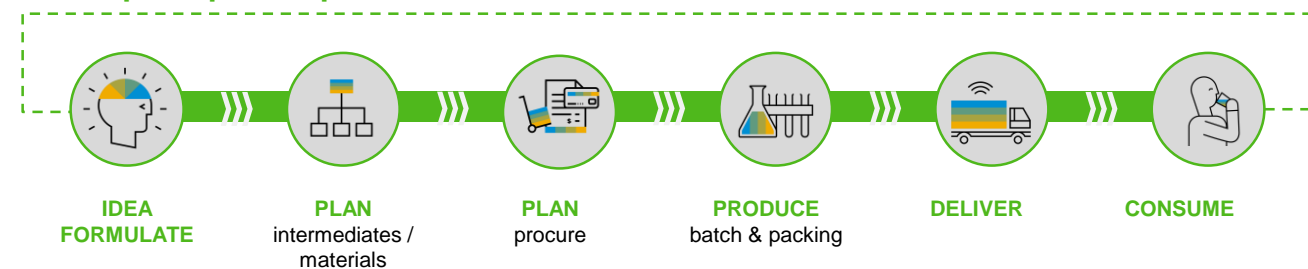 IDEA
FORMULATE
PLAN
intermediates /
materials
PLAN
procure
PRODUCE
batch & packing
DELIVER
CONSUME